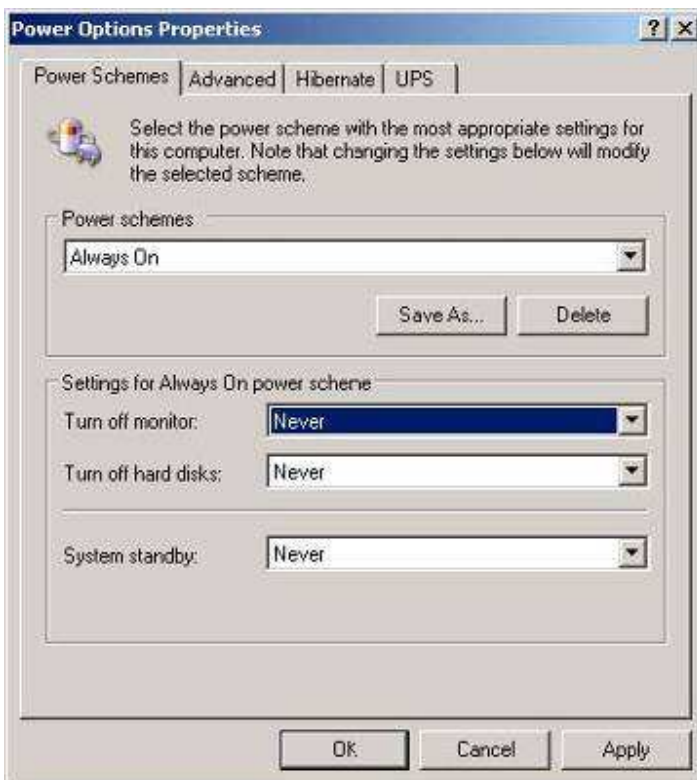 Power Options Properties
? X
Power Schemes Advanced Hibernate UPS
Select the power scheme with the most appropriate settings for
this computer. Note that changing the settings below will modify
the selected scheme.
Power schemes
Always On
Save As... Delete
Settings for Always On power scheme
Turn off monitor: Never
Turn off hard disks: Never
System standby: Never
OK Cancel Apply